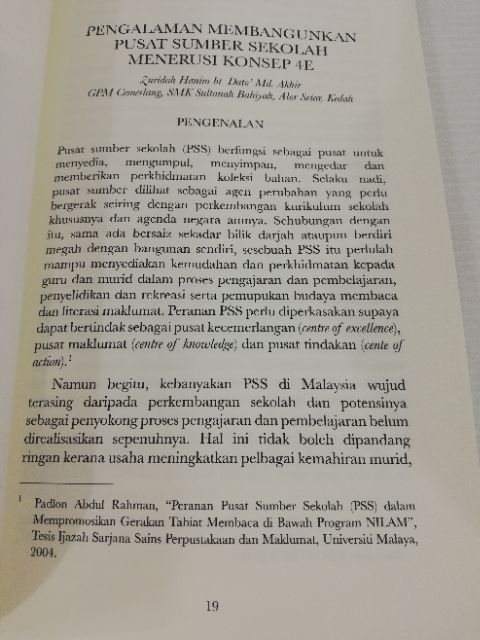 PENGALAMAN MEMBANGUNKAN
PUSAT SUMBER SEKOLAH
MENERUSI KONSEP 4E
Zuridah Hanim bt Dato' Md. Akhir
GPM Cemerlang, SMK Sultanah Bahiyah, Alor Setar, Kedah
PENGENALAN
Pusat sumber sekolah (PSS) berfungsi sebagai pusat untuk
menyedia, mengumpul, menyimpan, mengedar dan
memberikan perkhidmatan koleksi bahan. Selaku nadi,
pusat sumber dilihat sebagai agen perubahan yang perlu
bergerak seiring dengan perkembangan kurikulum sekolah
khususnya dan agenda negara amnya. Sehubungan dengan
itu, sama ada bersaiz sekadar bilik darjah ataupun berdiri
megah dengan bangunan sendiri, sesebuah PSS itu perlulah
mampu menyediakan kemudahan dan perkhidmatan kepada
guru dan murid dalam proses pengajaran dan pembelajaran,
penyelidikan dan rekreasi serta pemupukan budaya membaca
dan literasi maklumat. Peranan PSS perlu diperkasakan supaya
dapat bertindak sebagai pusat kecemerlangan (centre of excellence),
pusat maklumat (centre of knowledge) dan pusat tindakan (cente of
action).1
Namun begitu, kebanyakan PSS di Malaysia wujud
terasing daripada perkembangan sekolah dan potensinya
sebagai penyokong proses pengajaran dan pembelajaran belum
direalisasikan sepenuhnya. Hal ini tidak boleh dipandang
ringan kerana usaha meningkatkan pelbagai kemahiran murid,
1 Padlon Abdul Rahman, “Peranan Pusat Sumber Sekolah (PSS) dalam
Mempromosikan Gerakan Tabiat Membaca di Bawah Program NILAM”,
Tesis Ijazah Sarjana Sains Perpustakaan dan Maklumat, Universiti Malaya,
2004.
19